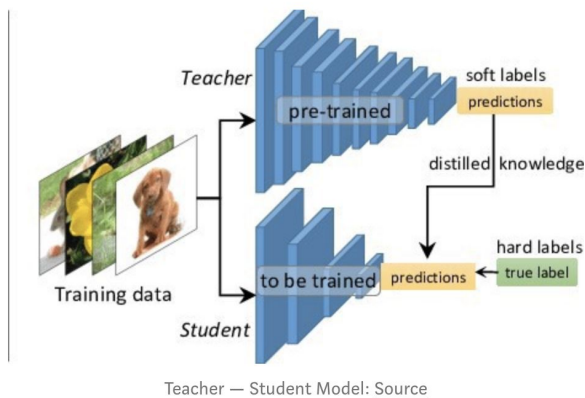 Teacher
pre-trained
soft labels
predictions
distilled knowledge
Training data
to be trained
predictions
hard labels
true label
Student
Teacher — Student Model: Source